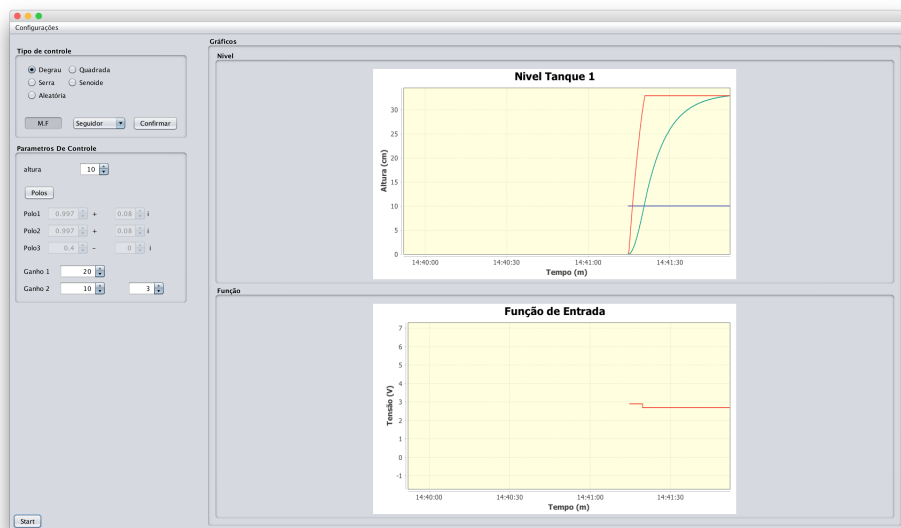 Configurações
Tipo de controle
Degrau Quadrada
Serra Senoide
Aleatória
M.F Seguidor Confirmar
Parametros De Controle
altura 10
Polos
Polo1 0.997 + 0.08 i
Polo2 0.997 + 0.08 i
Polo3 0.4 - 0 i
Ganho 1 20
Ganho 2 10 3
Start
Gráficos
Nivel
Nivel Tanque 1
Altura (cm)
30
25
20
15
10
5
0
14:40:00 14:40:30 14:41:00 14:41:30
Tempo (m)
Função
Função de Entrada
Tensão (V)
7
6
5
4
3
2
1
0
-1
14:40:00 14:40:30 14:41:00 14:41:30
Tempo (m)